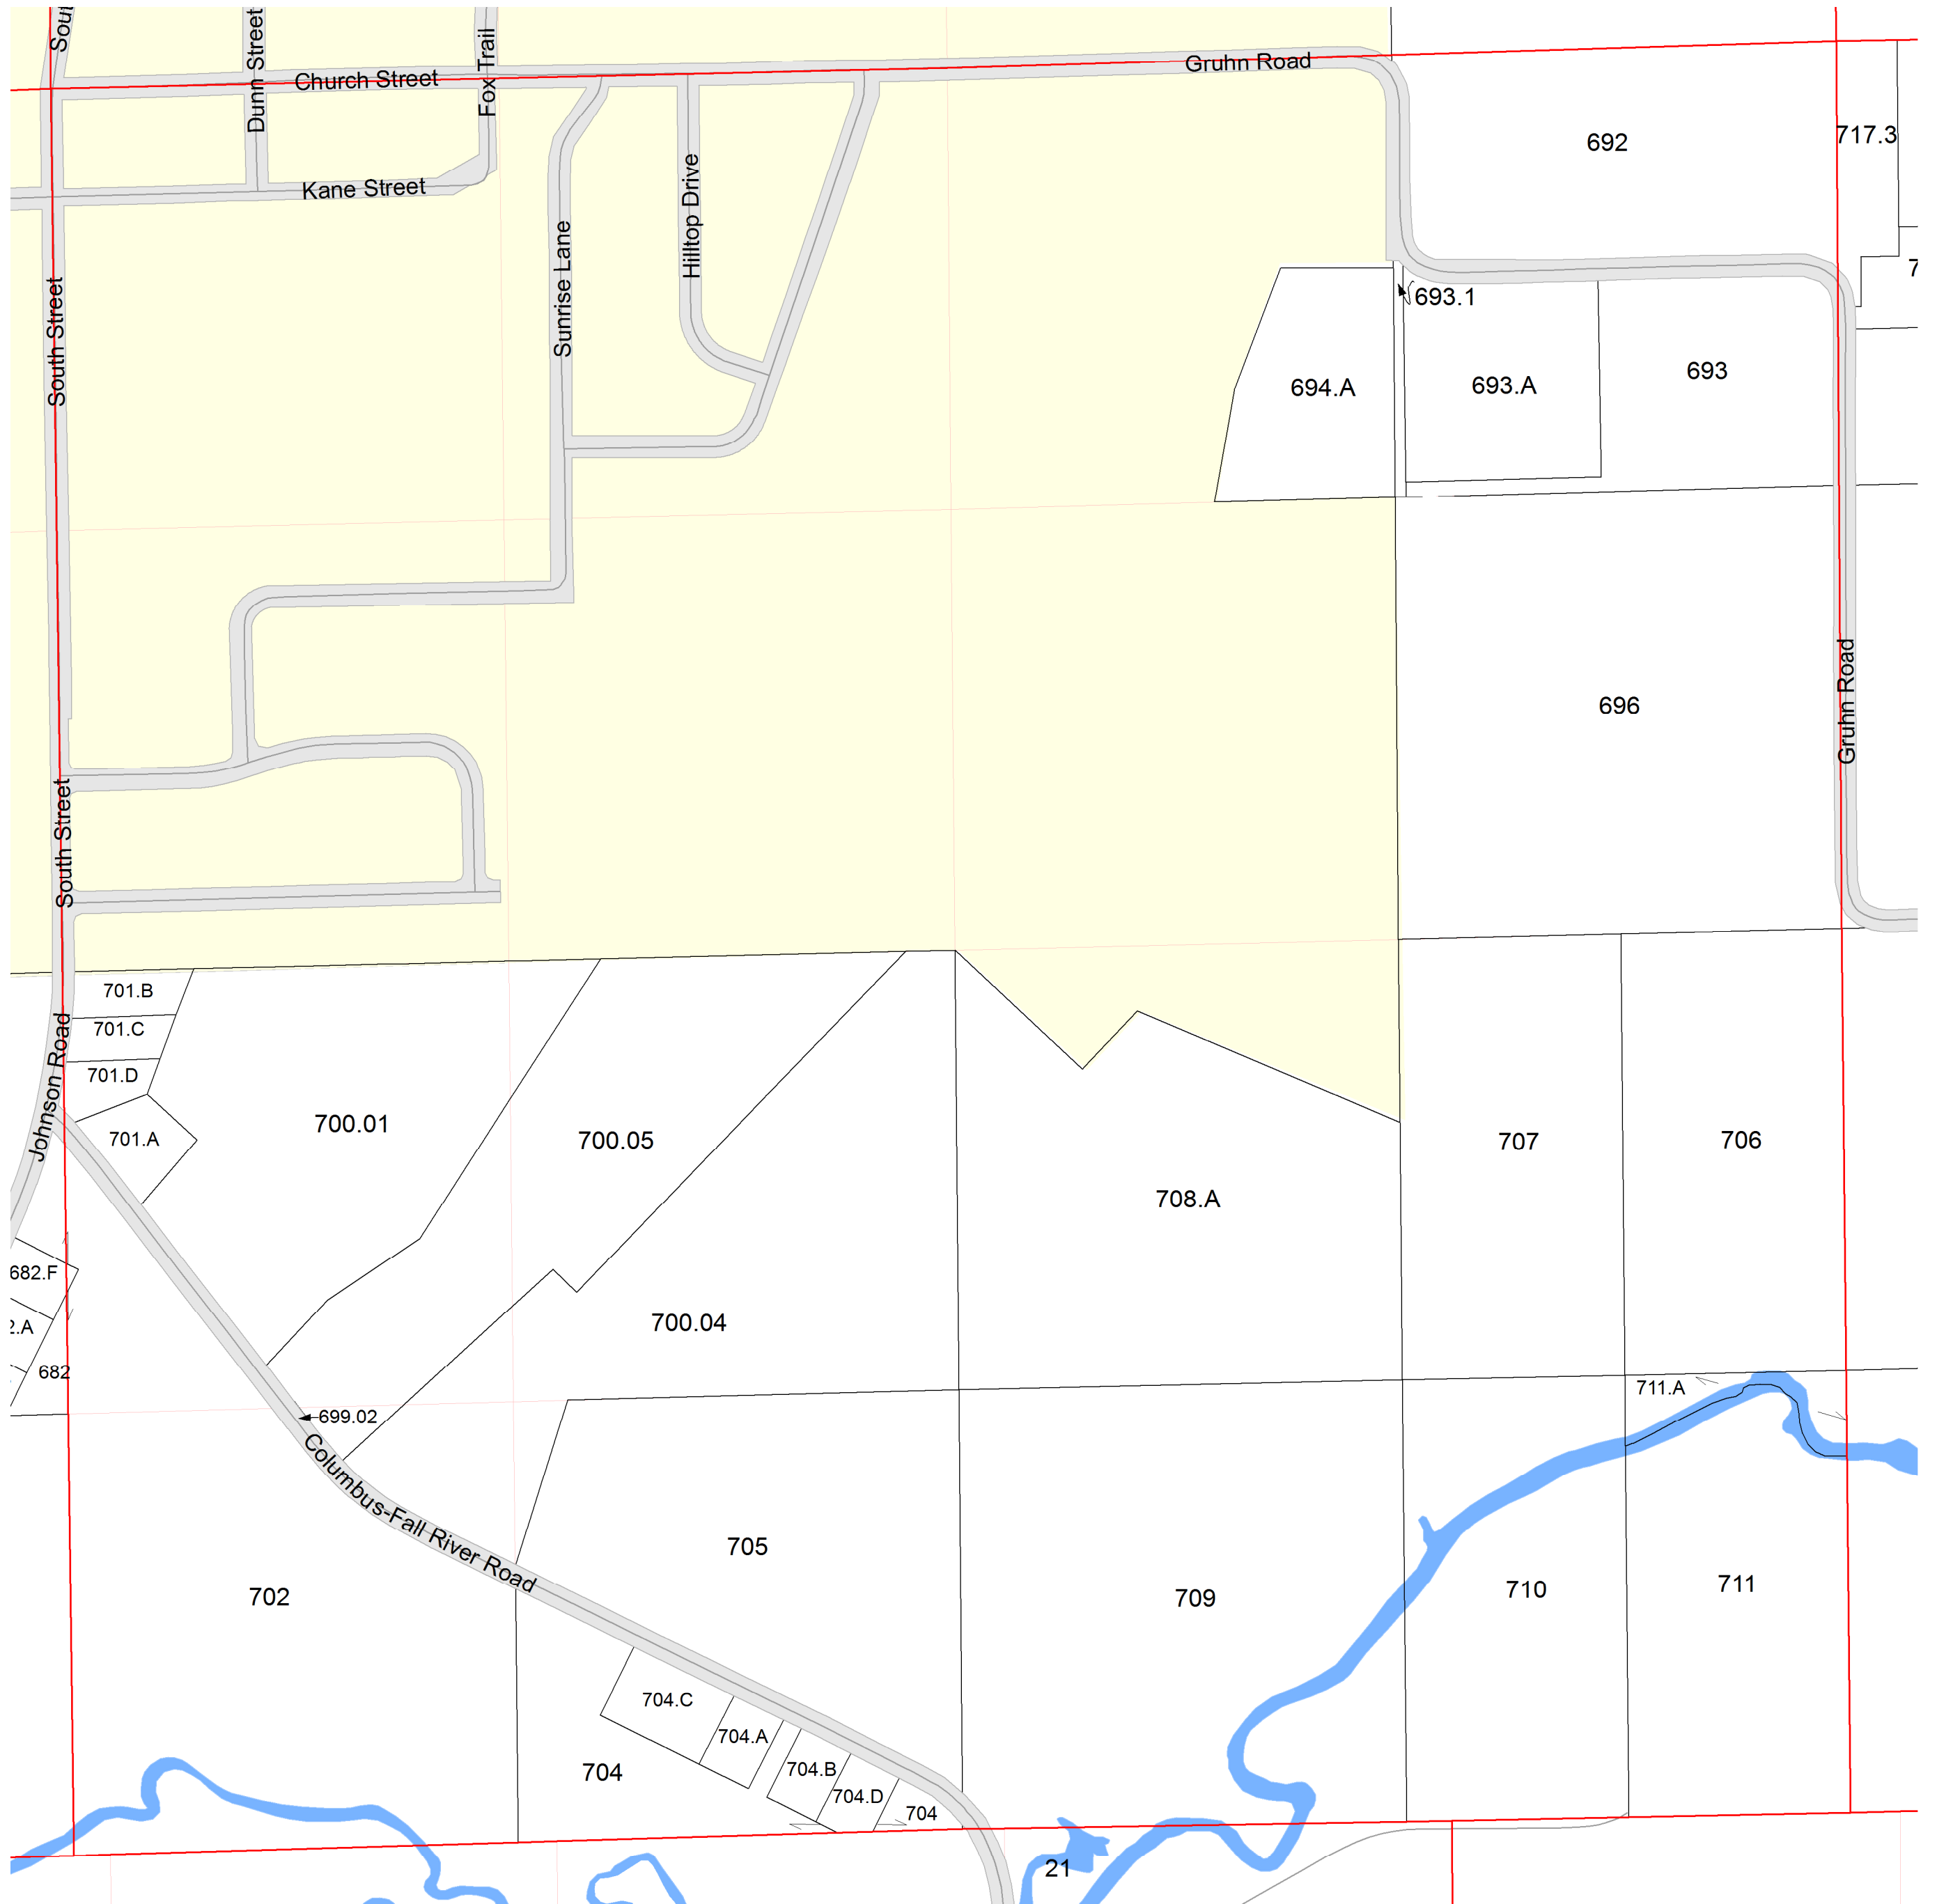 Sout
Dunn Street
Fox Trail
Church Street
Gruhn Road
Kane Street
692
717.3
Hilltop Drive
Sunrise Lane
South Street
7
693.1
694.A
693.A
693
696
Gruhn Road
South Street
701.B
701.C
701.D
Johnson Road
701.A
700.01
700.05
707
706
708.A
682.F
2.A
682
700.04
711.A
699.02
Columbus-Fall River Road
705
702
709
710
711
704.C
704.A
704.B
704.D
704
704
21